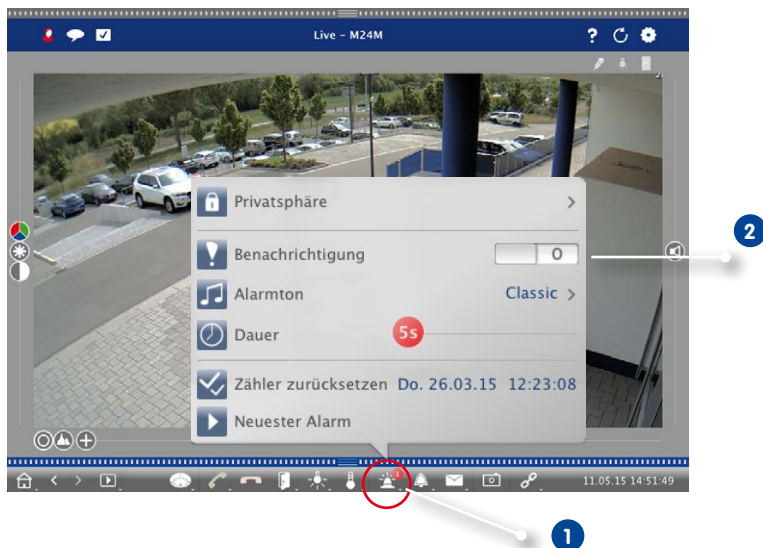 Live – M24M
?
Privatsphäre
Benachrichtigung 0
Alarmton Classic
Dauer 5s
Zähler zurücksetzen Do. 26.03.15 12:23:08
Neuester Alarm
1
11.05.15 14:51:49
2
1